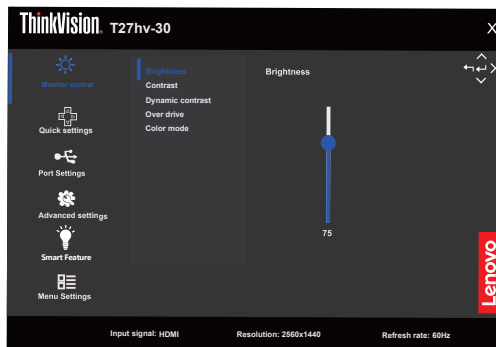 ThinkVision. T27hv-30
X
Monitor control
Quick settings
Port Settings
Advanced settings
Smart Feature
Menu Settings
Brightness
Contrast
Dynamic contrast
Over drive
Color mode
Brightness
75
Lenovo
Input signal: HDMI Resolution: 2560x1440 Refresh rate: 60Hz